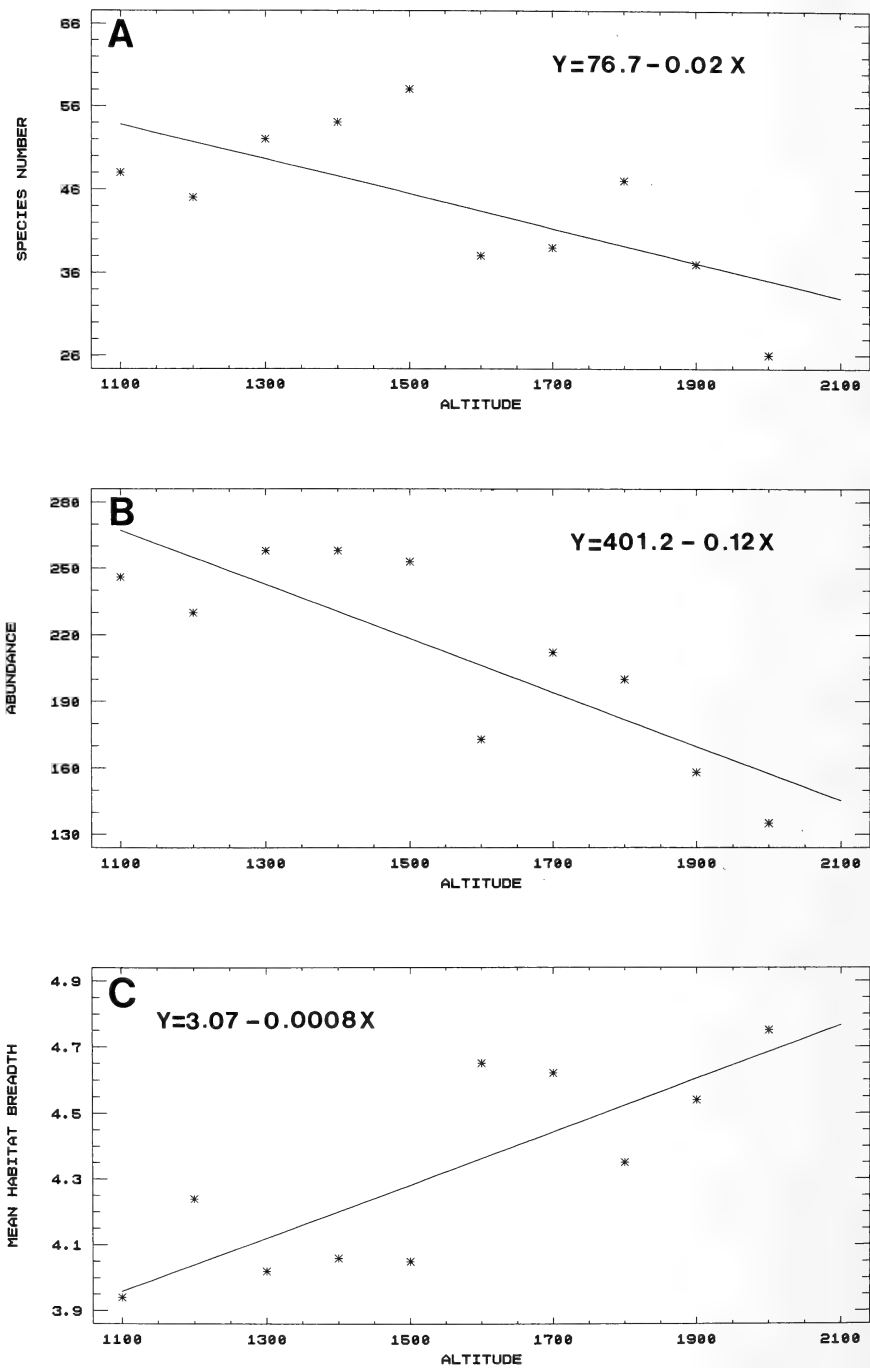 A
Y=76.7-0.02 X
SPECIES NUMBER
66
56
46
36
26
1100 1300 1500 1700 1900 2100
ALTITUDE
B
Y=401.2-0.12X
ABUNDANCE
280
250
220
190
160
130
1100 1300 1500 1700 1900 2100
ALTITUDE
C
Y=3.07-0.0008X
MEAN HABITAT BREADTH
4.9
4.7
4.5
4.3
4.1
3.9
1100 1300 1500 1700 1900 2100
ALTITUDE